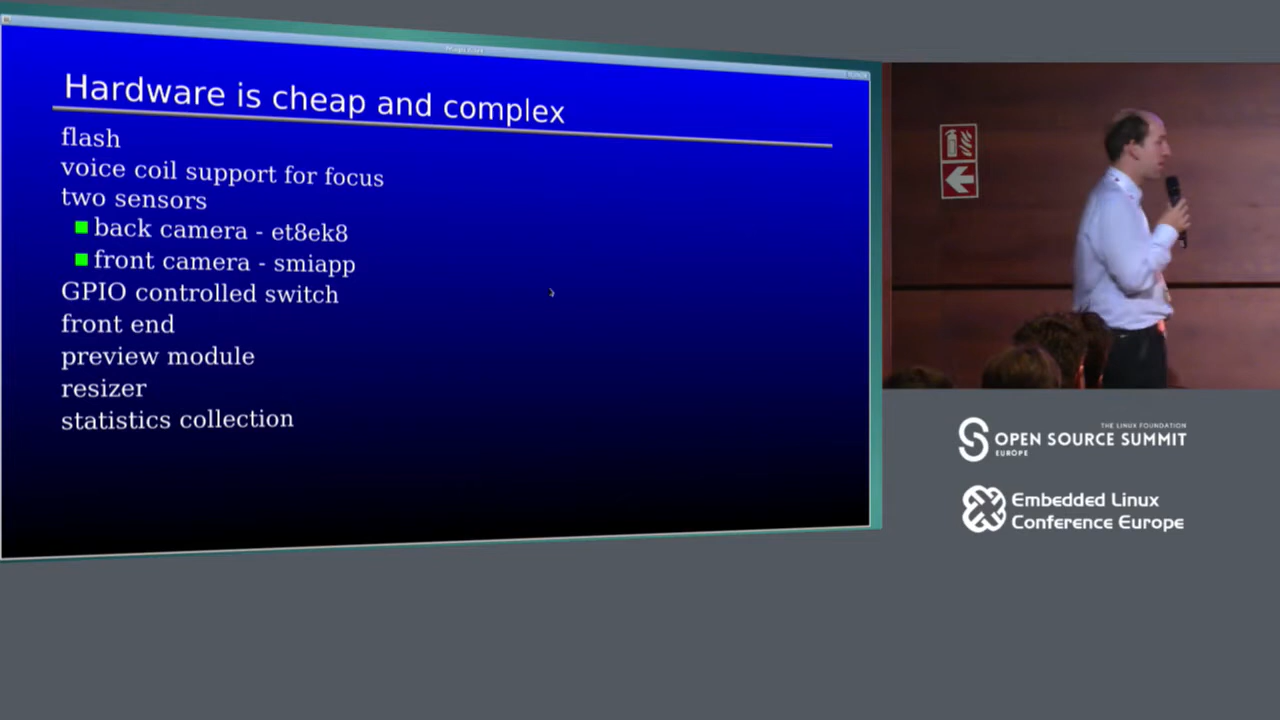 Hardware is cheap and complex
flash
voice coil support for focus
two sensors
back camera - et8ek8
front camera - smiapp
GPIO controlled switch
front end
preview module
resizer
statistics collection
THE LINUX FOUNDATION
OPEN SOURCE SUMMIT
EUROPE
Embedded Linux
Conference Europe